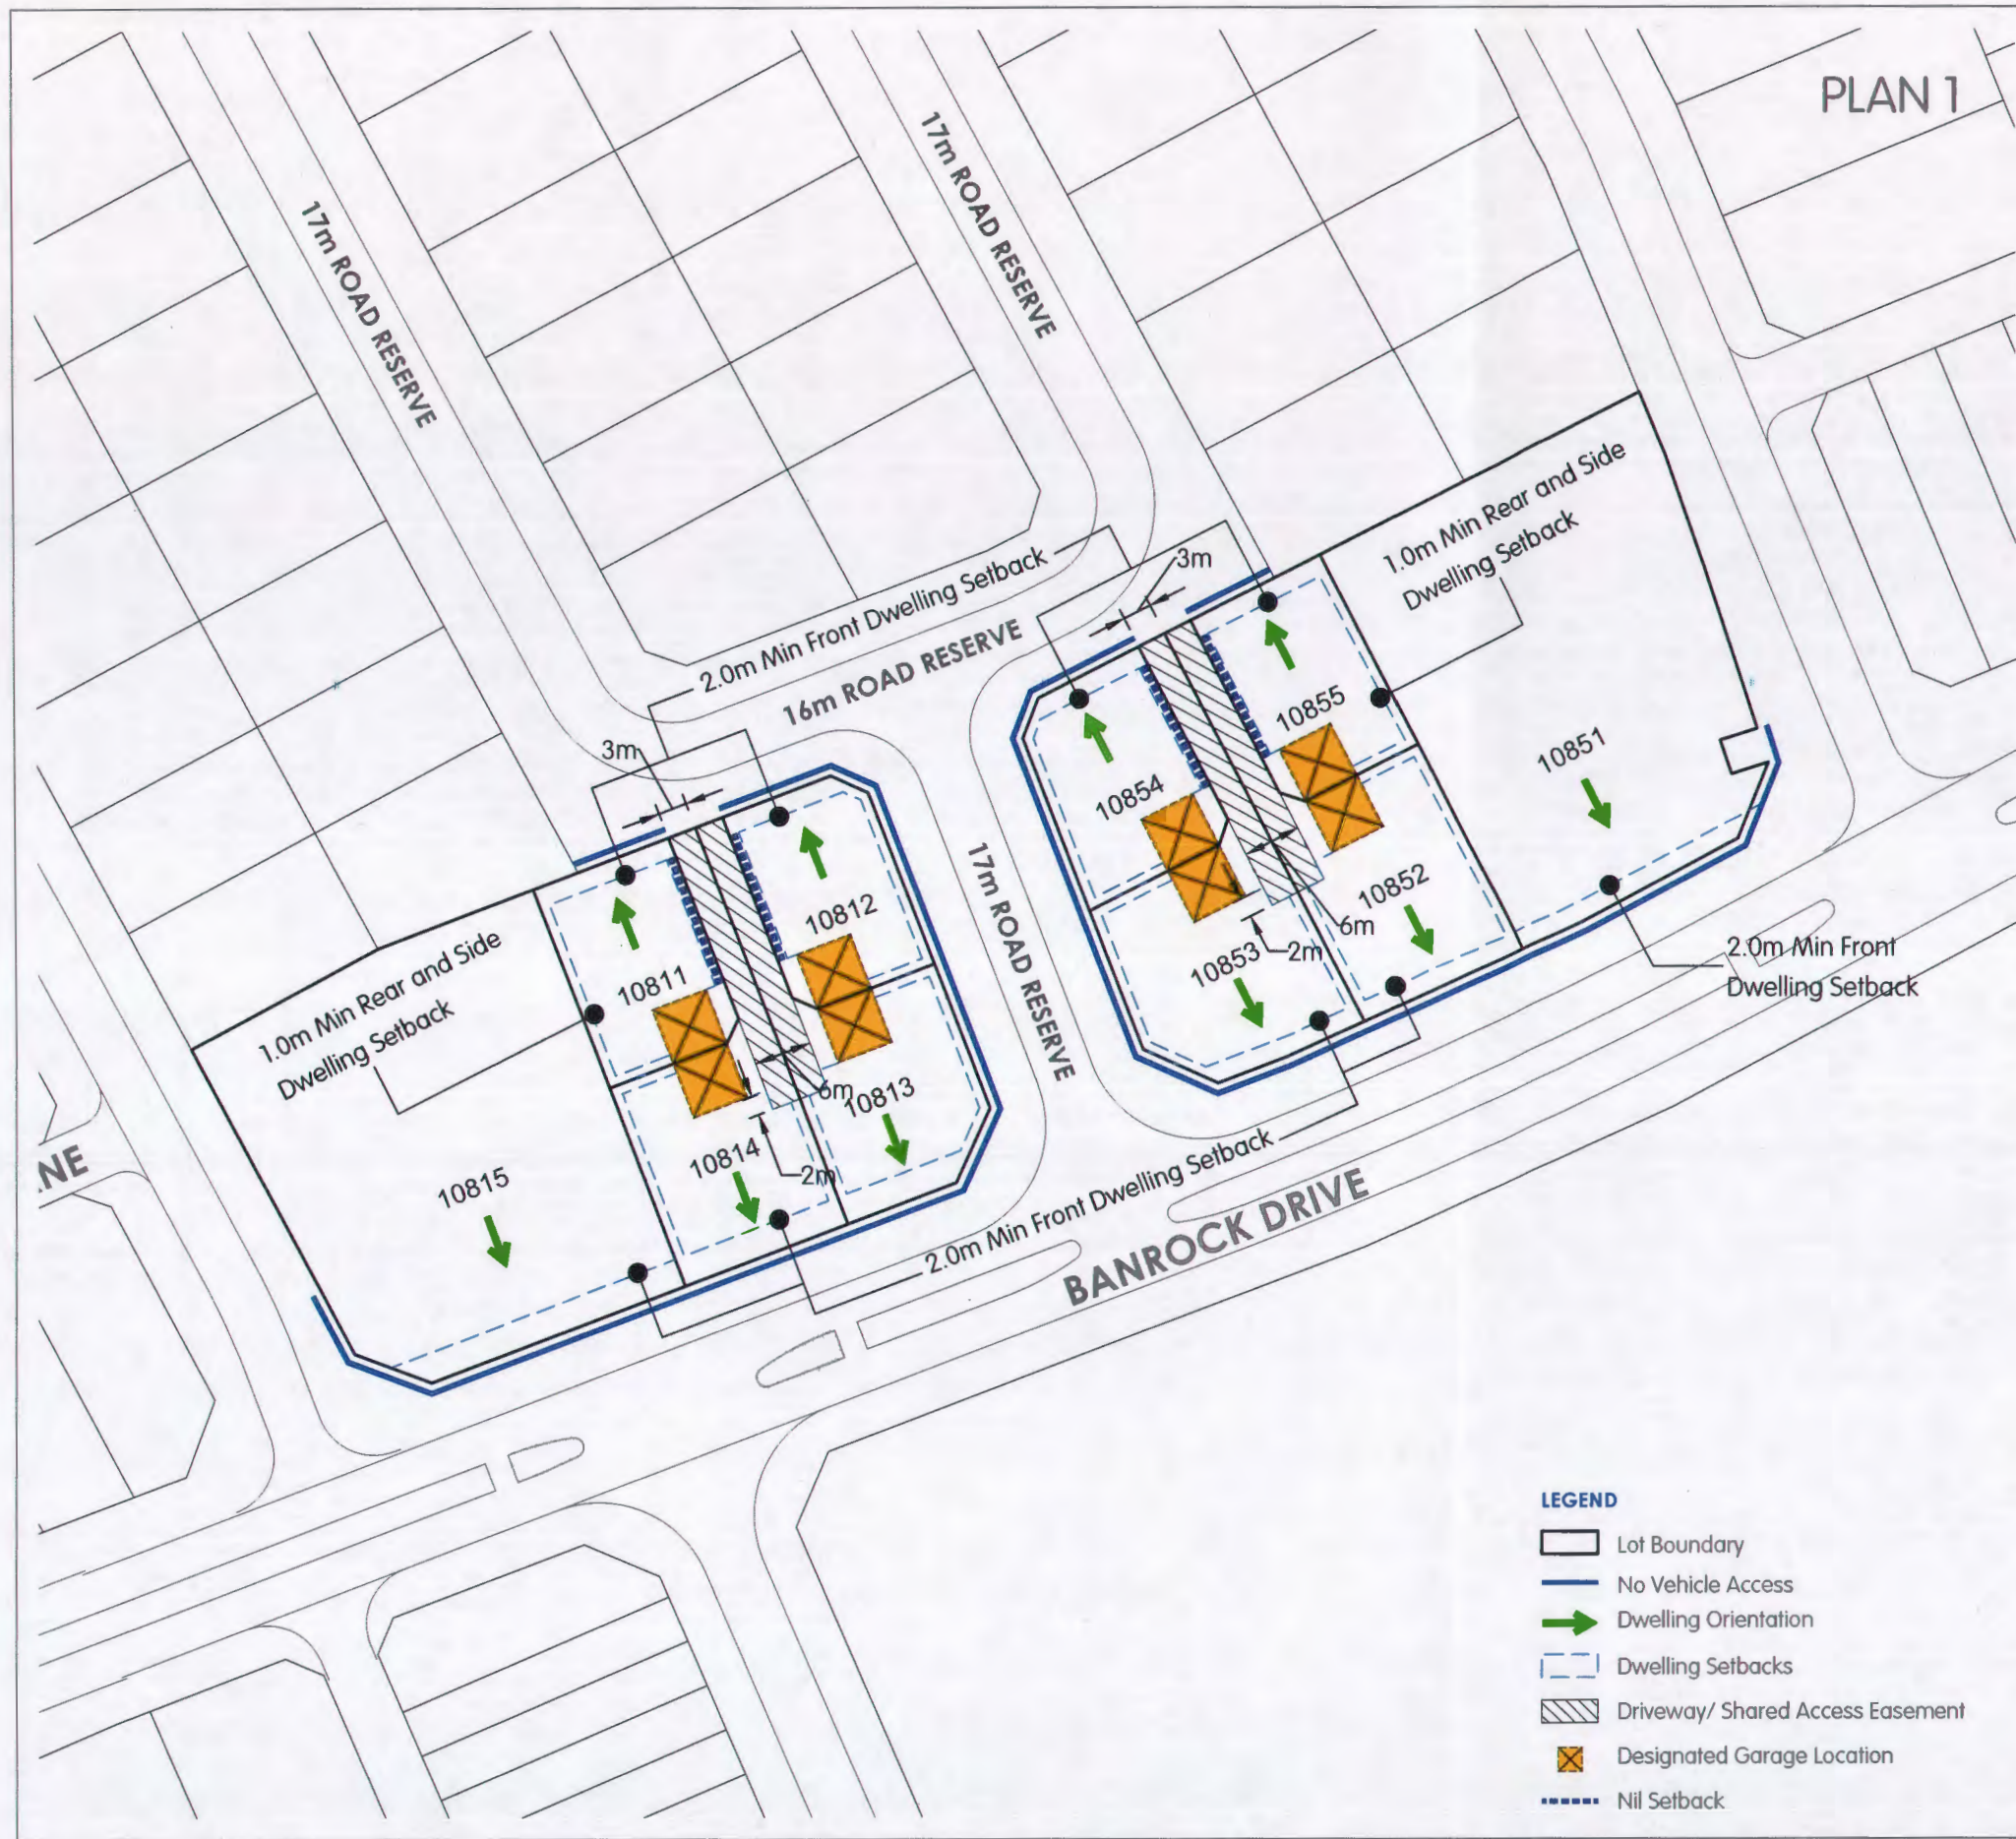 PLAN 1
17m ROAD RESERVE
17m ROAD RESERVE
1.0m Min Rear and Side
Dwelling Setback
3m
2.0m Min Front Dwelling Setback
16m ROAD RESERVE
10855
10851
3m
10854
10812
10852
17m ROAD RESERVE
6m
2m
10853
2.0m Min Front
Dwelling Setback
1.0m Min Rear and Side
Dwelling Setback
10811
6m
10813
10814
2m
10815
NE
2.0m Min Front Dwelling Setback
BANROCK DRIVE
LEGEND
Lot Boundary
No Vehicle Access
Dwelling Orientation
Dwelling Setbacks
Driveway/ Shared Access Easement
Designated Garage Location
Nil Setback